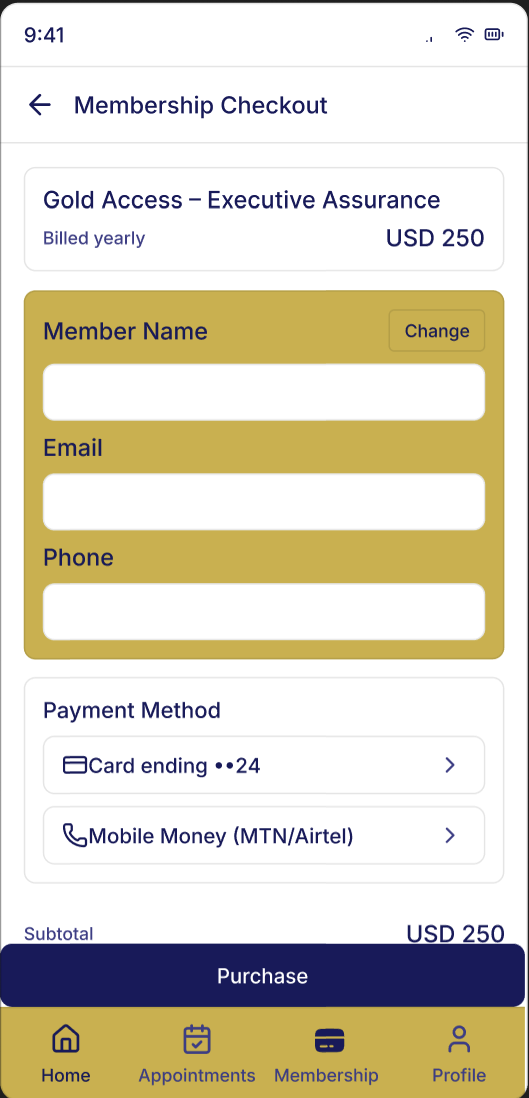 9:41
Membership Checkout
Gold Access – Executive Assurance
Billed yearly USD 250
Member Name Change
Email
Phone
Payment Method
Card ending ••24
Mobile Money (MTN/Airtel)
Subtotal USD 250
Purchase
Home Appointments Membership Profile